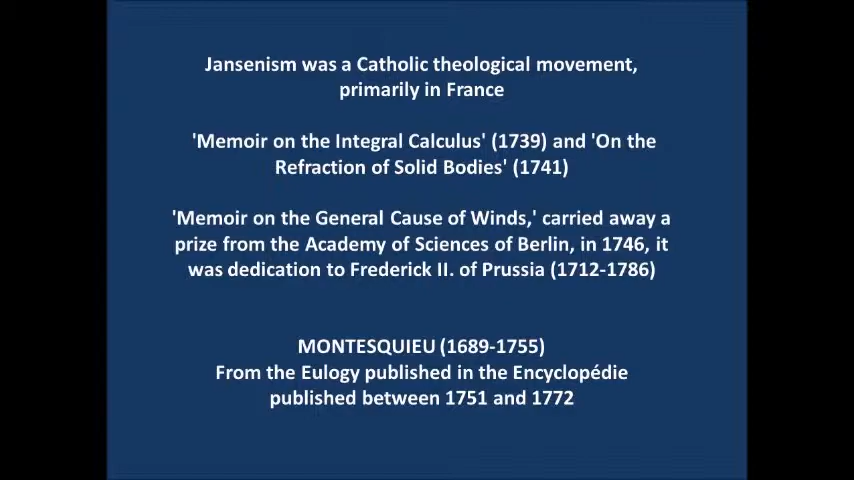 Jansenism was a Catholic theological movement,
primarily in France
'Memoir on the Integral Calculus' (1739) and 'On the
Refraction of Solid Bodies' (1741)
'Memoir on the General Cause of Winds,' carried away a
prize from the Academy of Sciences of Berlin, in 1746, it
was dedication to Frederick II. of Prussia (1712-1786)
MONTESQUIEU (1689-1755)
From the Eulogy published in the Encyclopédie
published between 1751 and 1772